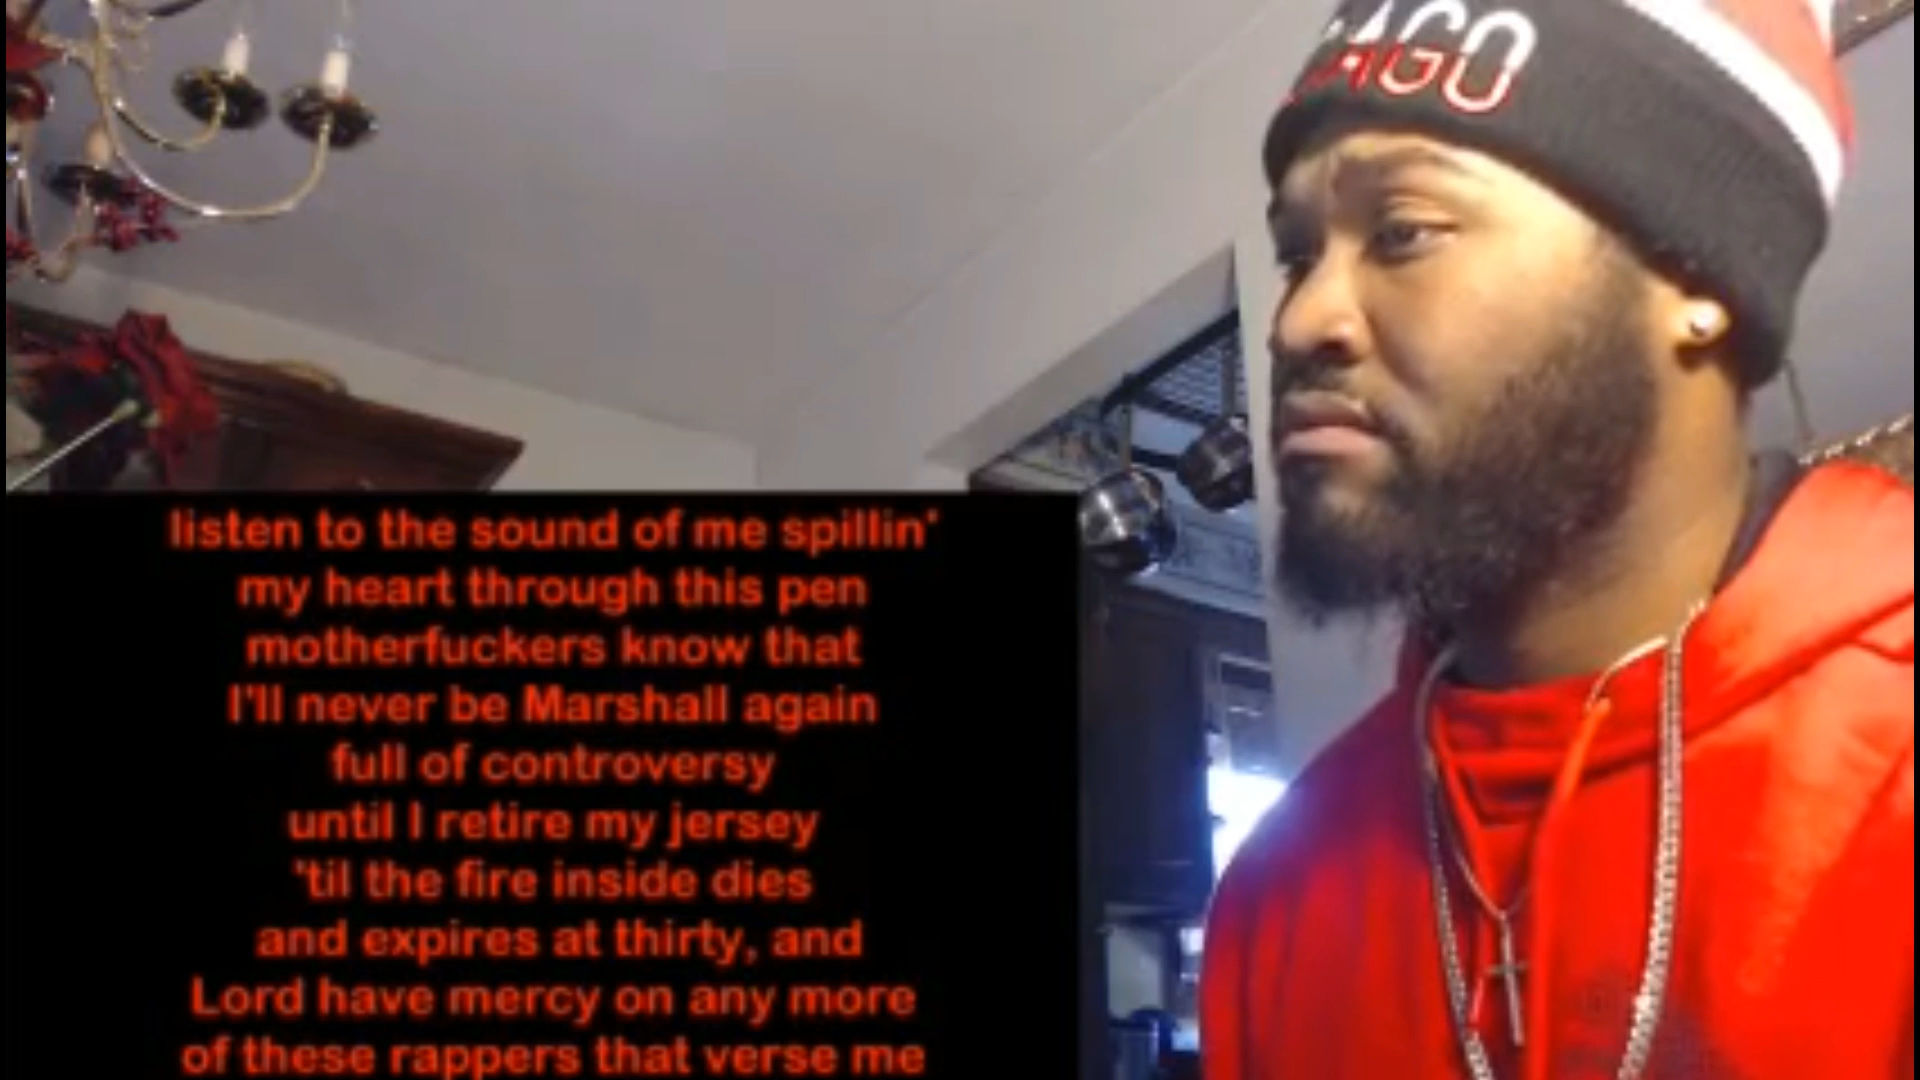 AGO
listen to the sound of me spillin'
my heart through this pen
motherfuckers know that
I'll never be Marshall again
full of controversy
until I retire my jersey
'til the fire inside dies
and expires at thirty, and
Lord have mercy on any more
of these rappers that verse me